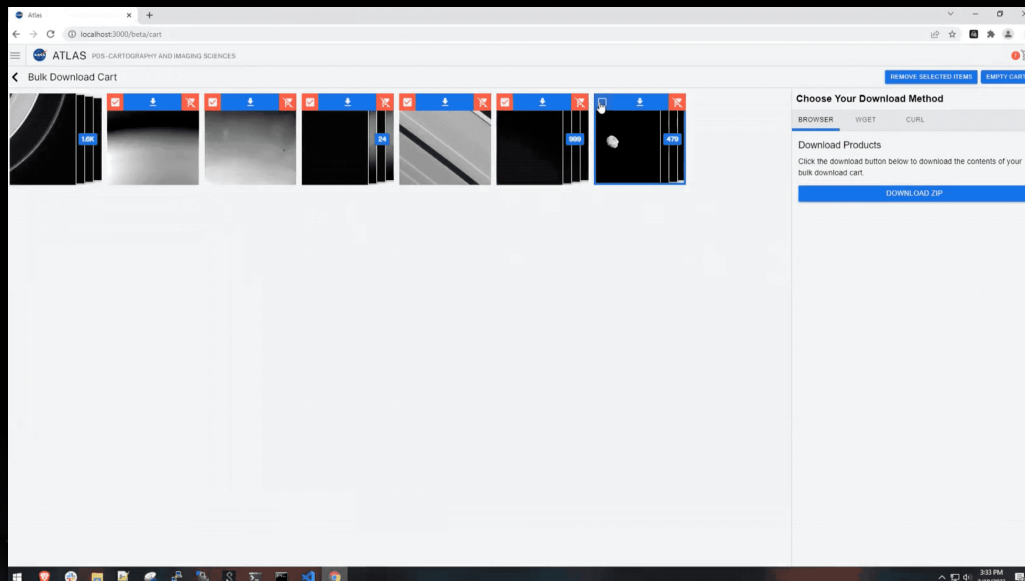 Atlas
localhost:3000/beta/cart
ATLAS PDS-CARTOGRAPHY AND IMAGING SCIENCES
Bulk Download Cart
REMOVE SELECTED ITEMS EMPTY CART
1.6K
24
999
479
Choose Your Download Method
BROWSER WGET CURL
Download Products
Click the download button below to download the contents of your
bulk download cart.
DOWNLOAD ZIP
3:33 PM